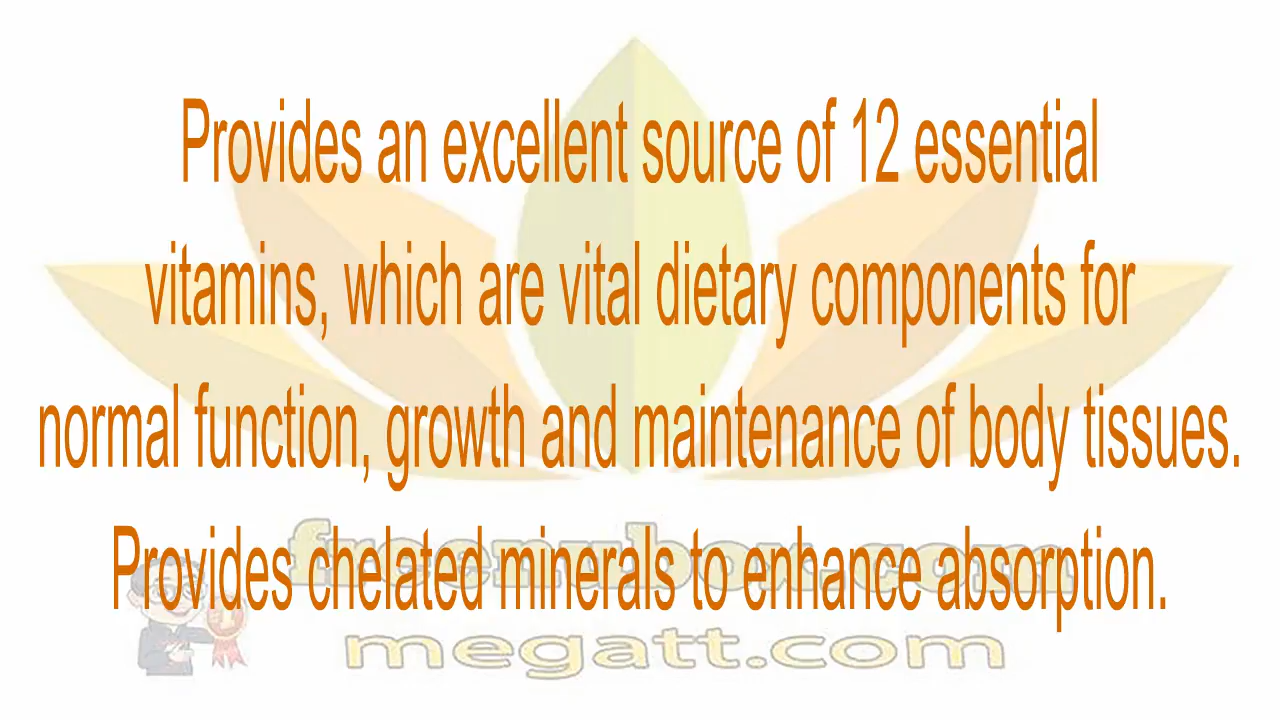 Provides an excellent source of 12 essential
vitamins, which are vital dietary components for
normal function, growth and maintenance of body tissues.
Provides chelated minerals to enhance absorption.
megatt.com